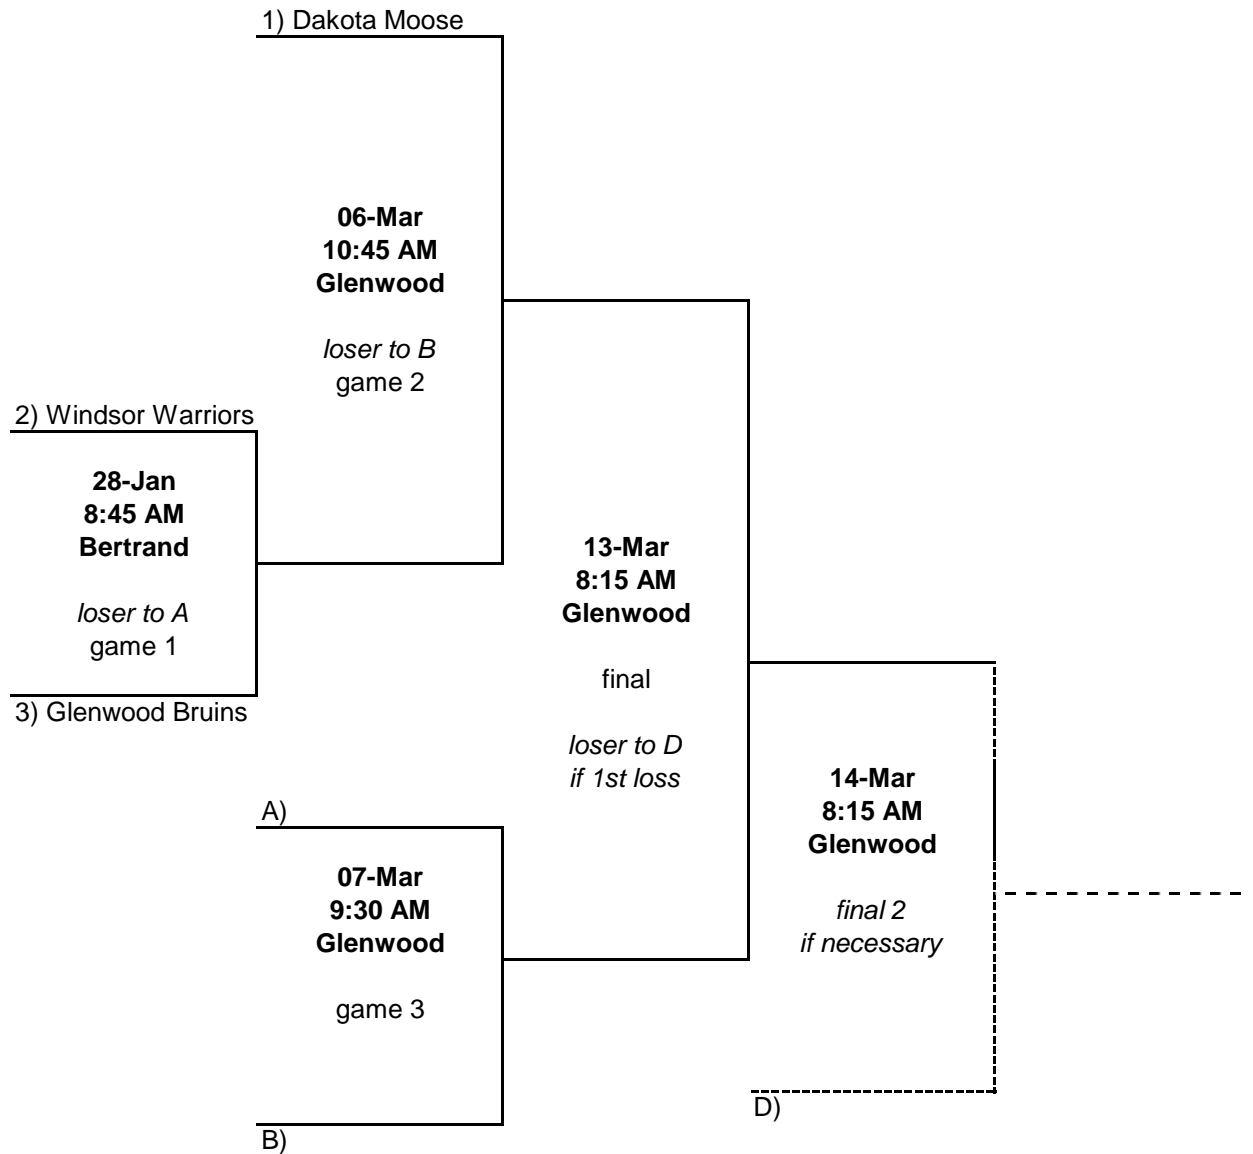 1) Dakota Moose
06-Mar
10:45 AM
Glenwood
loser to B
game 2
2) Windsor Warriors
28-Jan
8:45 AM
Bertrand
loser to A
game 1
3) Glenwood Bruins
13-Mar
8:15 AM
Glenwood
final
loser to D
if 1st loss
A)
07-Mar
9:30 AM
Glenwood
game 3
B)
14-Mar
8:15 AM
Glenwood
final 2
if necessary
D)